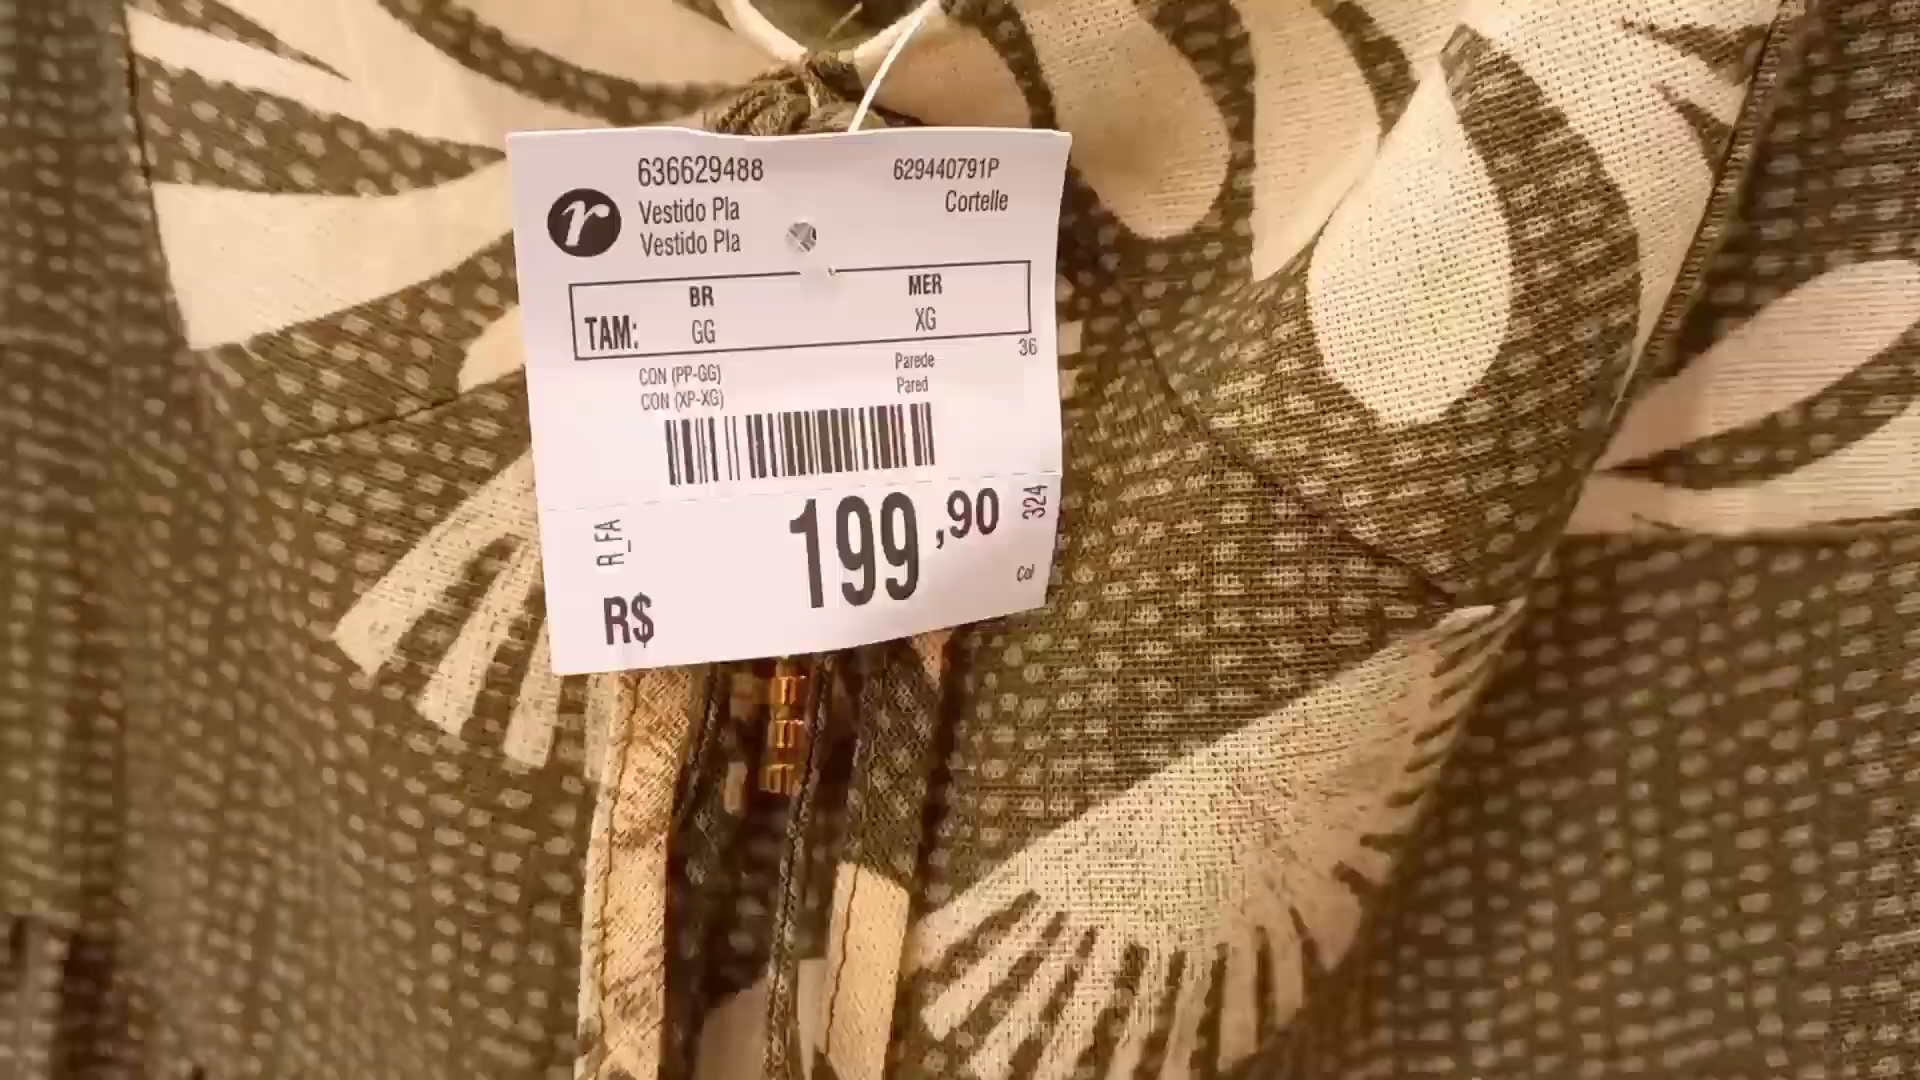 636629488 629440791P
r Vestido Pla Cortelle
Vestido Pla
BR MER
TAM: GG XG
36
CON (PP-GG) Parede
CON (XP-XG) Pared
R_FA 199,90 324
R$ Col